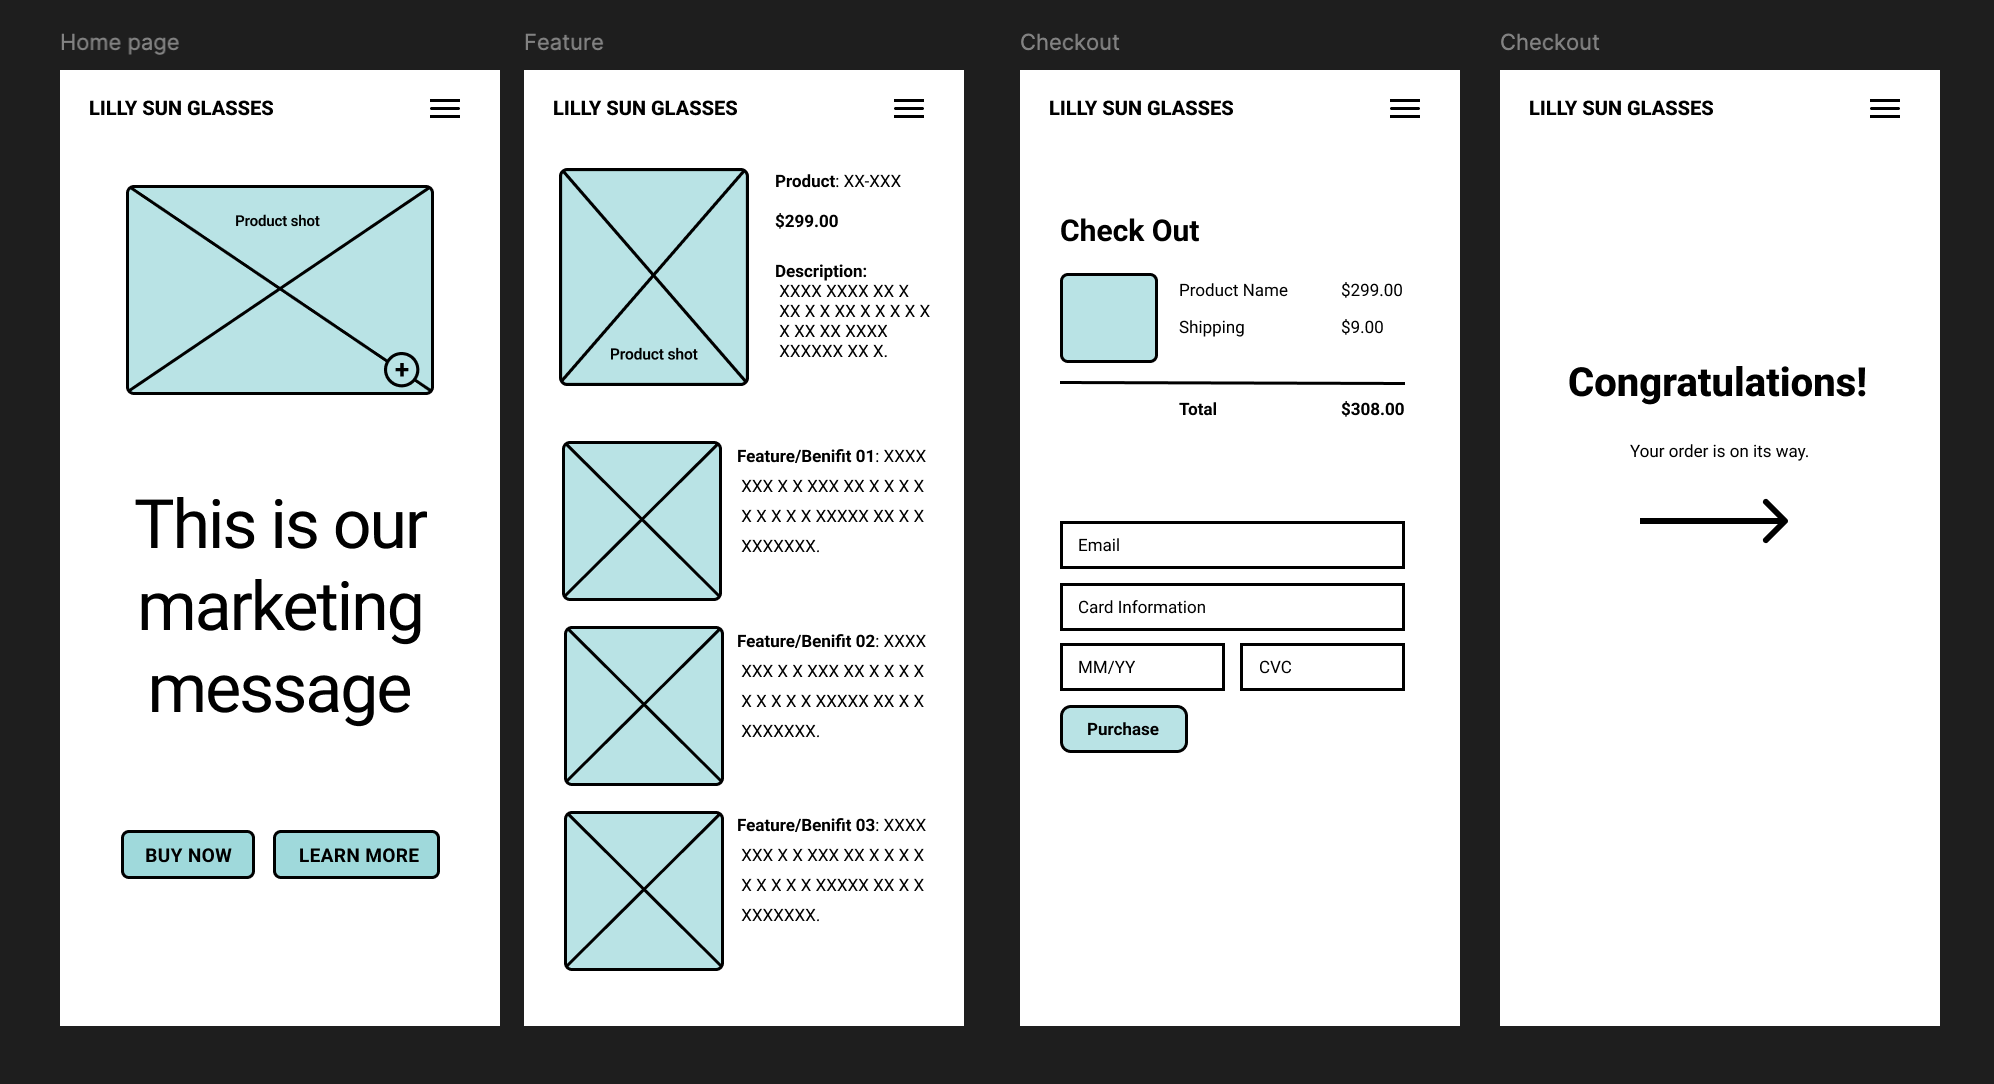 Home page
LILLY SUN GLASSES
Product shot
This is our
marketing
message
BUY NOW
LEARN MORE
Feature
LILLY SUN GLASSES
Product shot
Product: XX-XXX
$299.00
Description:
XXXX XXXX XX X
XX X X XX X X X X X
X XX XX XXXX
XXXXXX XX X.
Feature/Benifit 01: XXXX
XXX X X XXX XX X X X X
X X X X X XXXXX XX X X
XXXXXXX.
Feature/Benifit 02: XXXX
XXX X X XXX XX X X X X
X X X X X XXXXX XX X X
XXXXXXX.
Feature/Benifit 03: XXXX
XXX X X XXX XX X X X X
X X X X X XXXXX XX X X
XXXXXXX.
Checkout
LILLY SUN GLASSES
Check Out
Product Name $299.00
Shipping $9.00
Total $308.00
Email
Card Information
MM/YY
CVC
Purchase
Checkout
LILLY SUN GLASSES
Congratulations!
Your order is on its way.